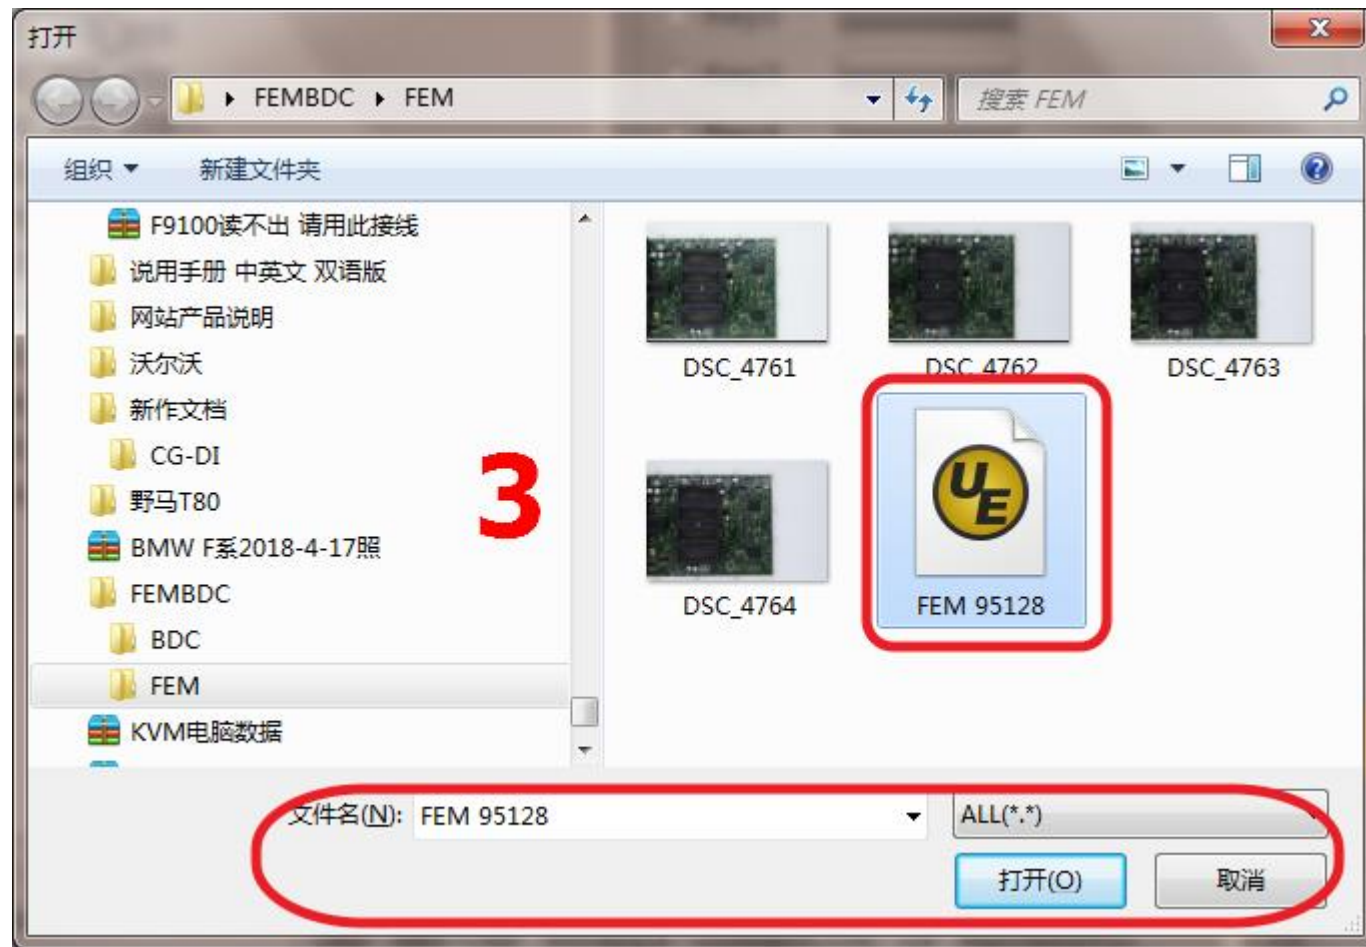 打开
FEMBDC FEM
搜索 FEM
组织 新建文件夹
F9100读不出 请用此接线
说用手册 中英文 双语版
网站产品说明
沃尔沃
新作文档
CG-DI
野马T80
BMW F系2018-4-17照
FEMBDC
BDC
FEM
KVM电脑数据
3
DSC_4761
DSC_4762
DSC_4763
DSC_4764
UE
FEM 95128
文件名(N): FEM 95128
ALL(*.*)
打开(O)
取消